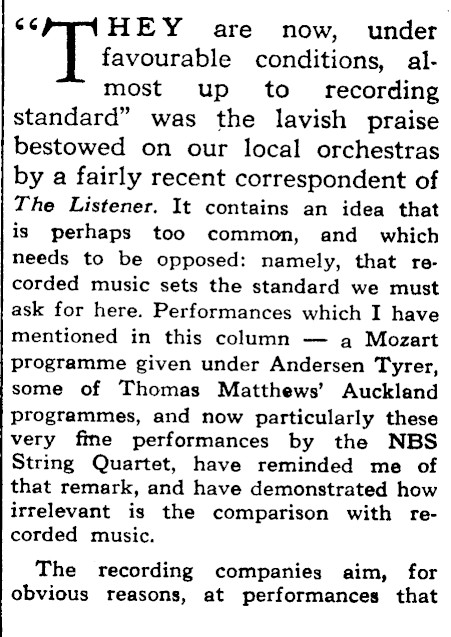 “THEY are now, under
favourable conditions, al-
most up to recording
standard” was the lavish praise
bestowed on our local orchestras
by a fairly recent correspondent of
The Listener. It contains an idea that
is perhaps too common, and which
needs to be opposed: namely, that re-
corded music sets the standard we must
ask for here. Performances which I have
mentioned in this column — a Mozart
programme given under Andersen Tyrer,
some of Thomas Matthews’ Auckland
programmes, and now particularly these
very fine performances by the NBS
String Quartet, have reminded me of
that remark, and have demonstrated how
irrelevant is the comparison with re-
corded music.
The recording companies aim, for
obvious reasons, at performances that